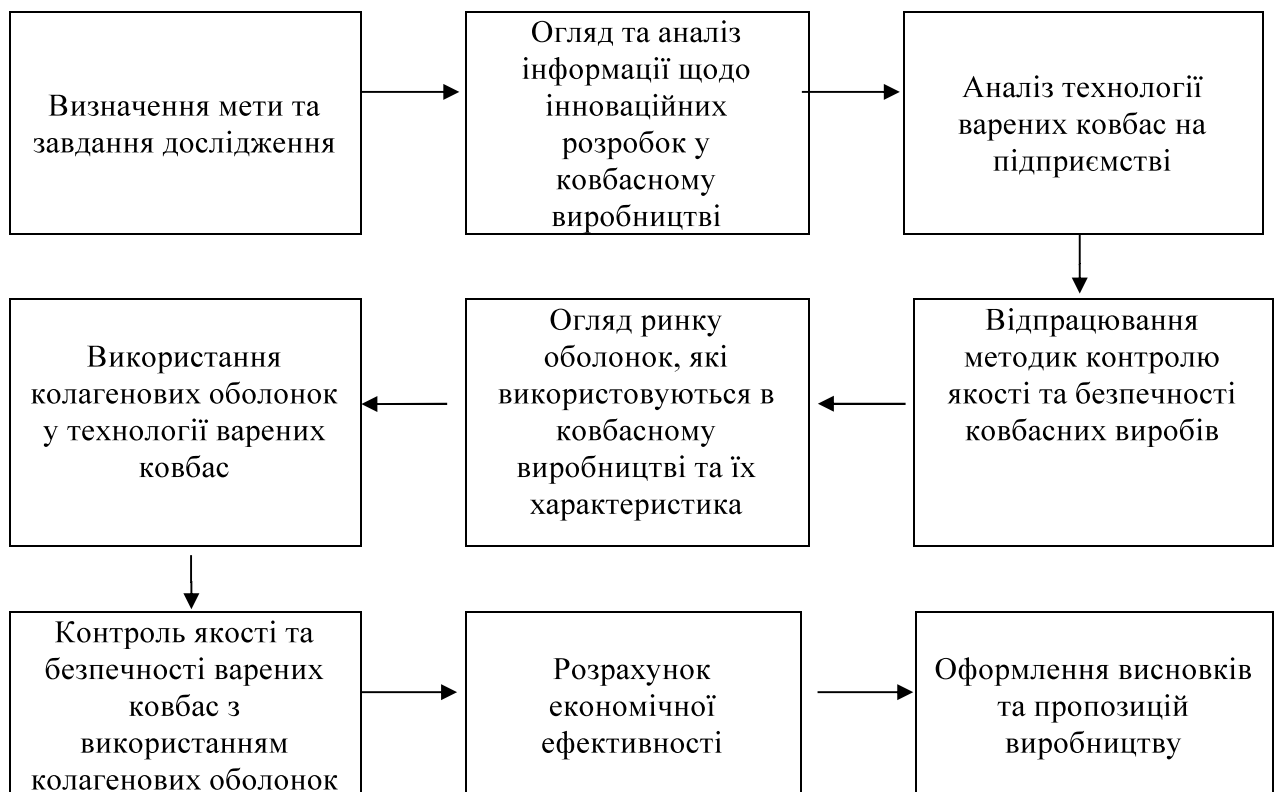 Визначення мети та
завдання дослідження
Огляд та аналіз
інформації щодо
інноваційних
розробок у
ковбасному
виробництві
Аналіз технології
варених ковбас на
підприємстві
Відпрацювання
методик контролю
якості та безпечності
ковбасних виробів
Огляд ринку
оболонок, які
використовуються в
ковбасному
виробництві та їх
характеристика
Використання
колагенових оболонок
у технології варених
ковбас
Контроль якості та
безпечності варених
ковбас з
використанням
колагенових оболонок
Розрахунок
економічної
ефективності
Оформлення висновків
та пропозицій
виробництву